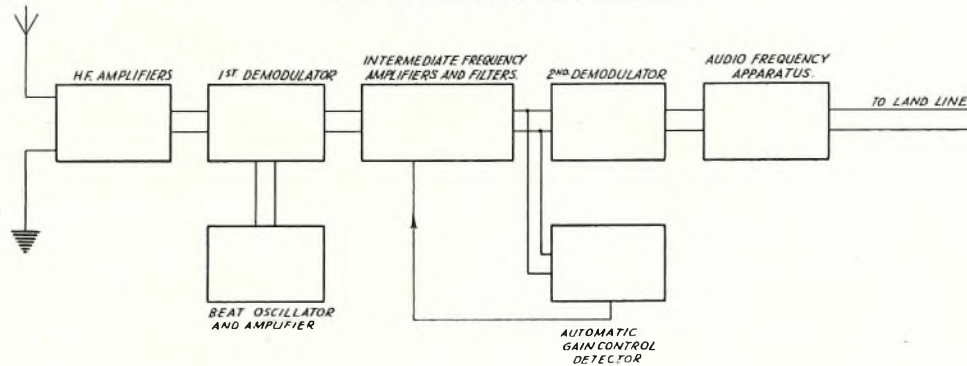 H.F. AMPLIFIERS
1ST DEMODULATOR
INTERMEDIATE FREQUENCY
AMPLIFIERS AND FILTERS.
2ND DEMODULATOR
AUDIO FREQUENCY
APPARATUS.
TO LAND LINE
BEAT OSCILLATOR
AND AMPLIFIER
AUTOMATIC
GAIN CONTROL
DETECTOR